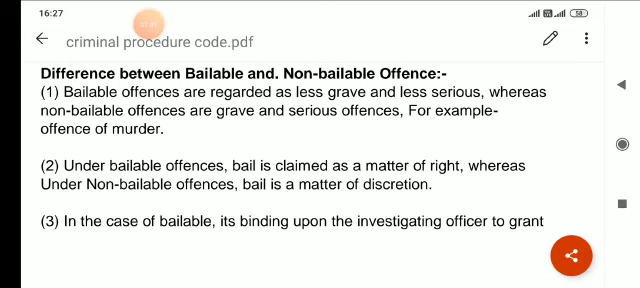 16:27
58
criminal procedure code.pdf
Difference between Bailable and. Non-bailable Offence:-
(1) Bailable offences are regarded as less grave and less serious, whereas
non-bailable offences are grave and serious offences, For example-
offence of murder.
(2) Under bailable offences, bail is claimed as a matter of right, whereas
Under Non-bailable offences, bail is a matter of discretion.
(3) In the case of bailable, its binding upon the investigating officer to grant